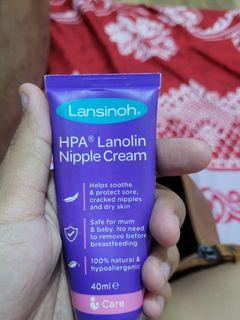 Lansinoh®
HPA® Lanolin
Nipple Cream
Helps soothe
& protect sore,
cracked nipples
and dry skin
Safe for mum
& baby. No need
to remove before
breastfeeding
100% natural &
hypoallergenic
40ml e
Care